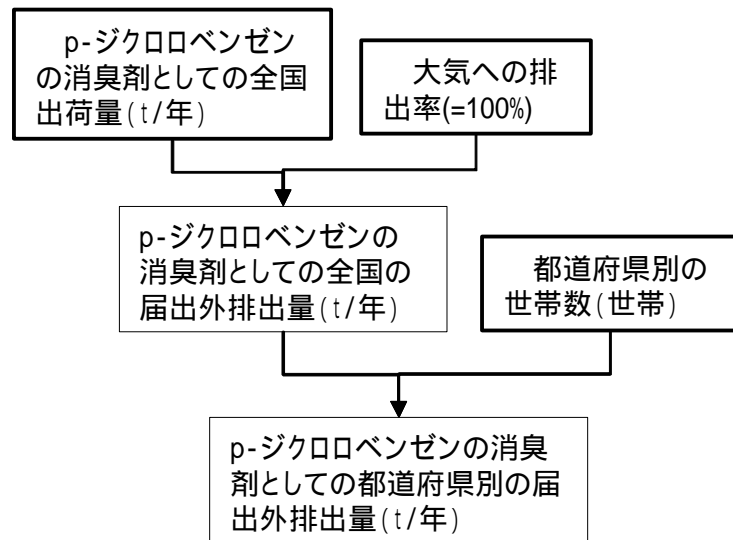 p-ジクロロベンゼン
の消臭剤としての全国
出荷量(t/年)
大気への排
出率(=100%)
p-ジクロロベンゼンの
消臭剤としての全国の
届出外排出量(t/年)
都道府県別の
世帯数(世帯)
p-ジクロロベンゼンの消臭
剤としての都道府県別の届
出外排出量(t/年)